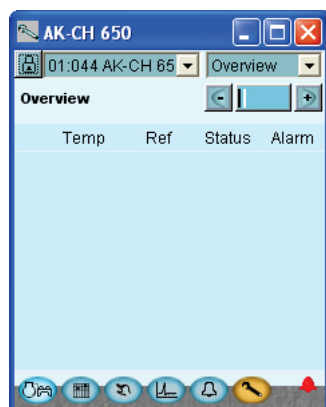 AK-CH 650
01:044 AK-CH 65 Overview
Overview
Temp Ref Status Alarm